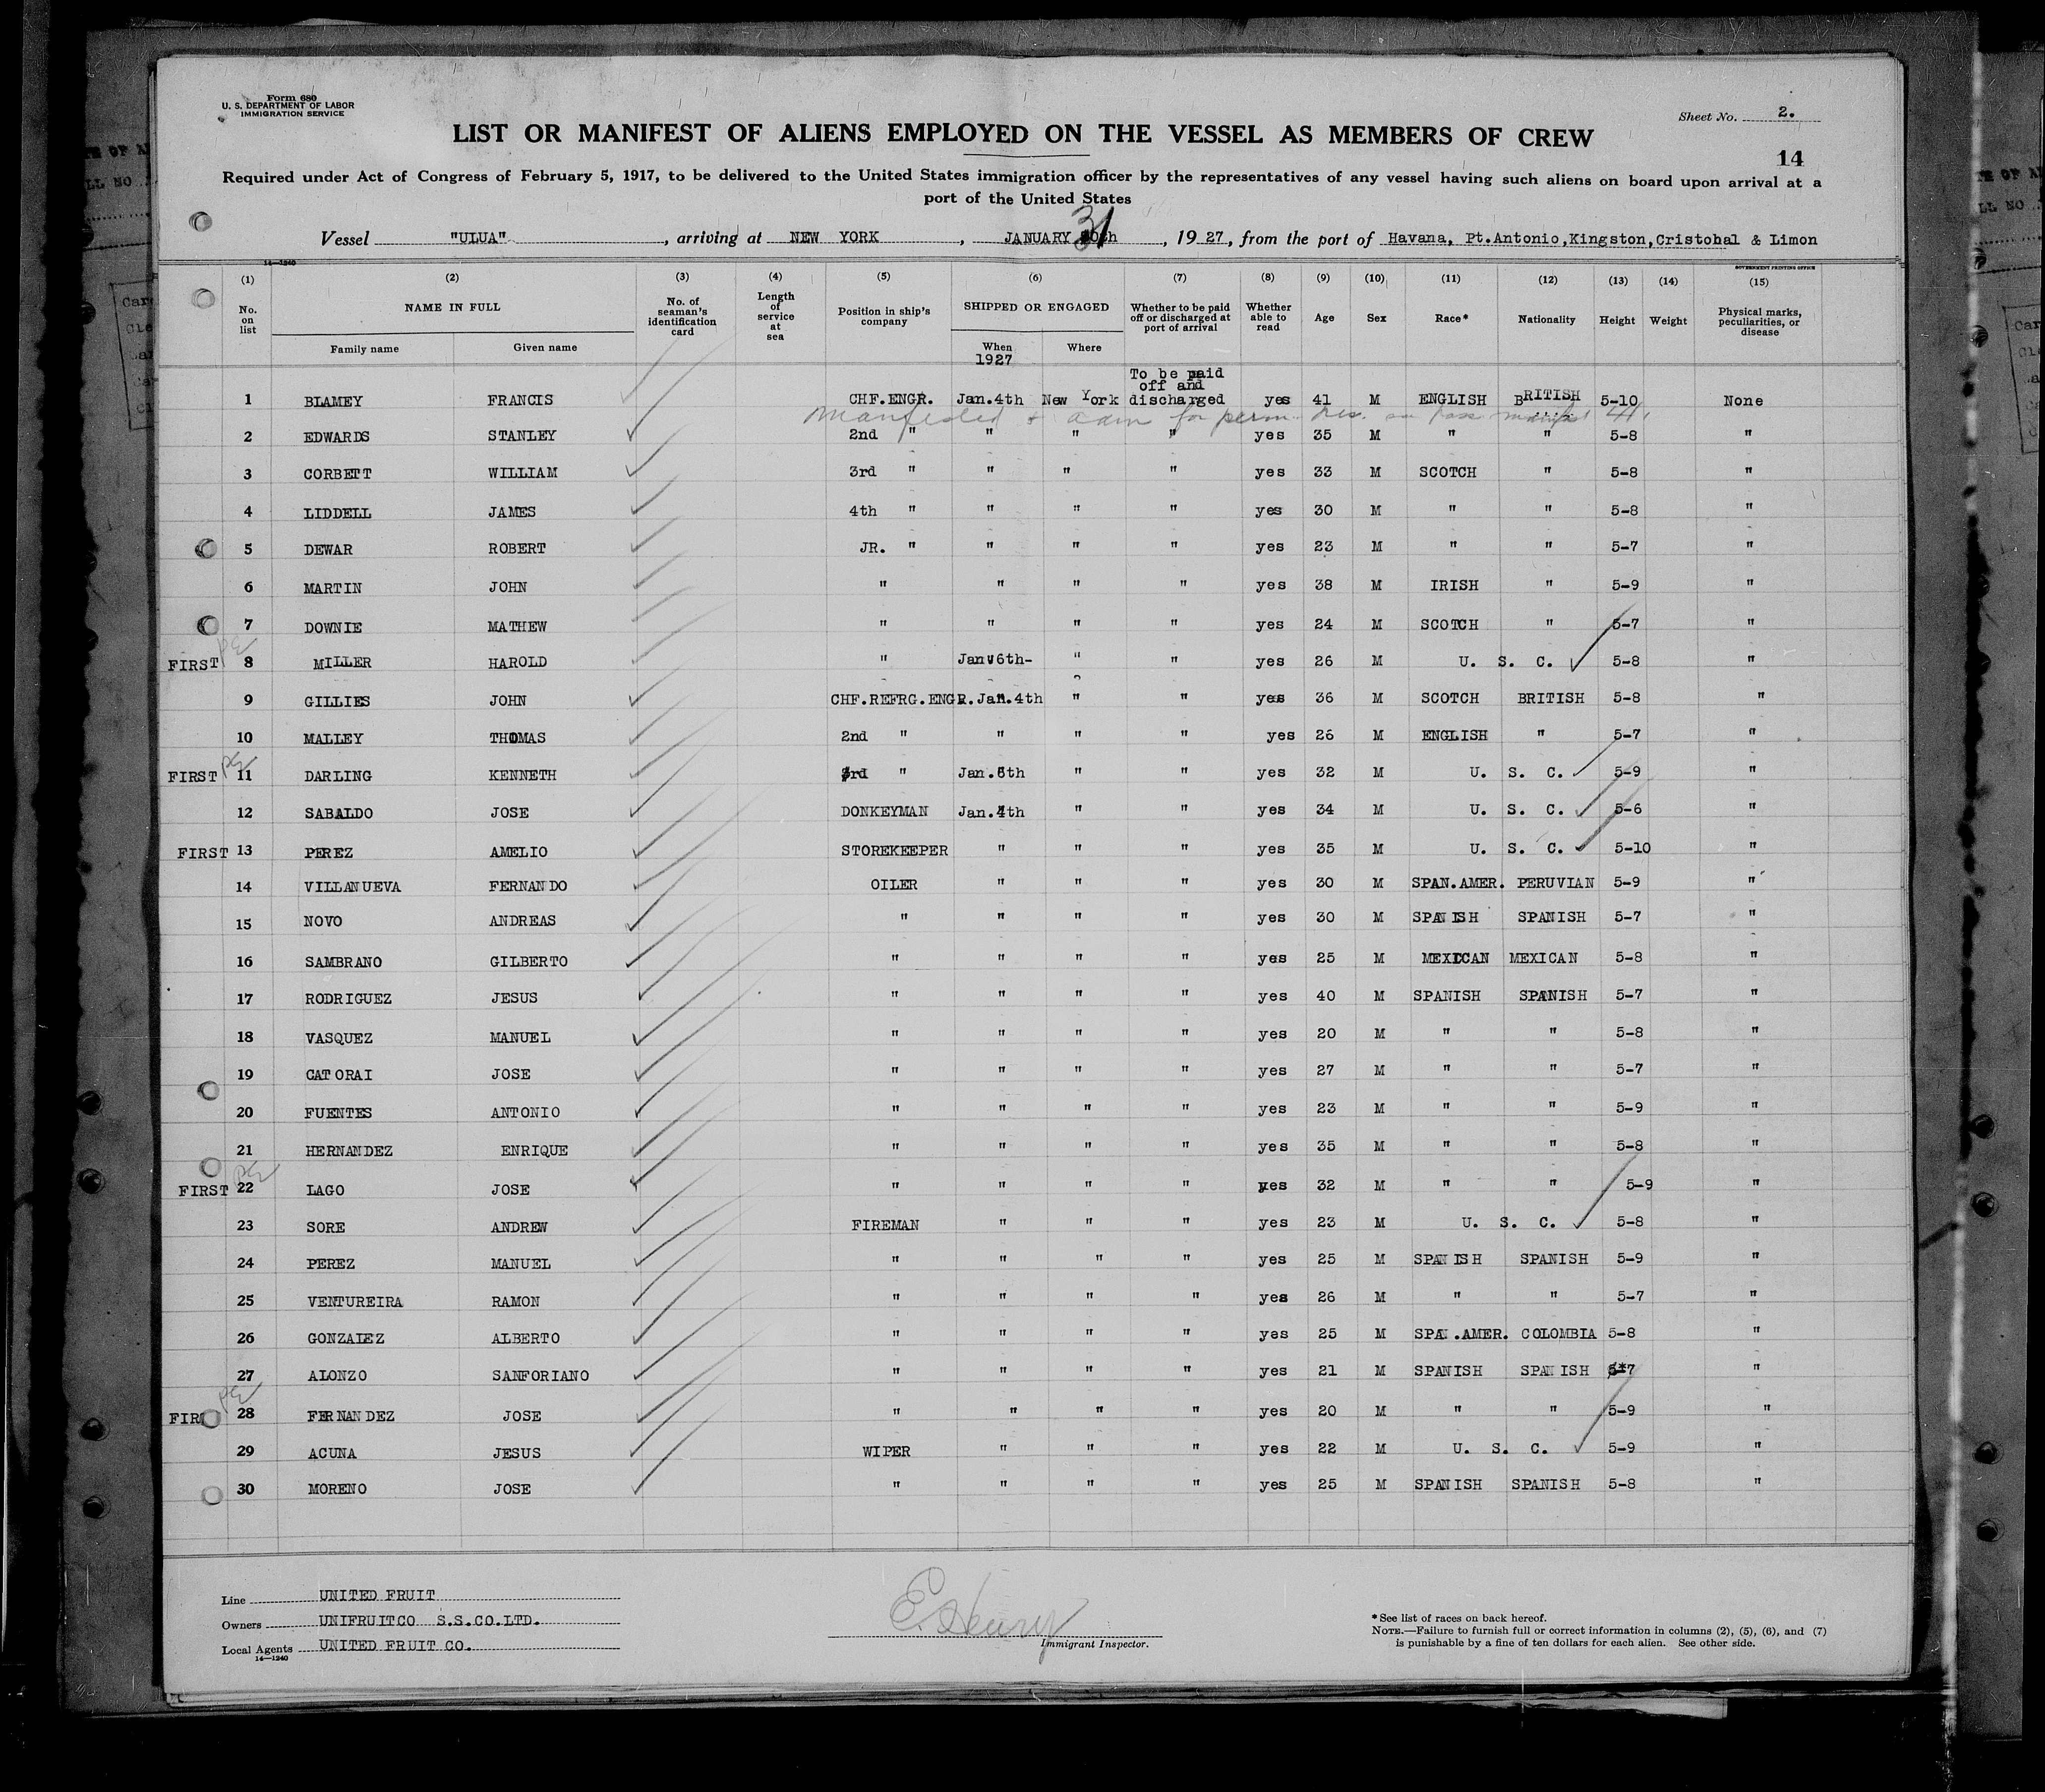 Form 680
U. S. DEPARTMENT OF LABOR
IMMIGRATION SERVICE
Sheet No. 2.
LIST OR MANIFEST OF ALIENS EMPLOYED ON THE VESSEL AS MEMBERS OF CREW
14
Required under Act of Congress of February 5, 1917, to be delivered to the United States immigration officer by the representatives of any vessel having such aliens on board upon arrival at a
port of the United States
Vessel "ULUA", arriving at NEW YORK, JANUARY 31, 1927, from the port of Havana, Pt.Antonio,Kingston,Cristobal & Limon
14-1240
GOVERNMENT PRINTING OFFICE
(1) (2) (3) (4) (5) (6) (7) (8) (9) (10) (11) (12) (13) (14) (15)
No. on list NAME IN FULL Family name Given name No. of seaman's identification card Length of service at sea Position in ship's company SHIPPED OR ENGAGED When 1927 Where Whether to be paid off or discharged at port of arrival Whether able to read Age Sex Race* Nationality Height Weight Physical marks, peculiarities, or disease
To be paid
off and
1 BLAMEY FRANCIS CHF.ENGR. Jan.4th New York discharged yes 41 M ENGLISH BRITISH 5-10 None
Manifested & adm for perm. res. on pass manifest
2 EDWARDS STANLEY 2nd " " " " yes 35 M " " 5-8 "
3 CORBETT WILLIAM 3rd " " " " yes 33 M SCOTCH " 5-8 "
4 LIDDELL JAMES 4th " " " " yes 30 M " " 5-8 "
5 DEWAR ROBERT JR. " " " " yes 23 M " " 5-7 "
6 MARTIN JOHN " " " " yes 38 M IRISH " 5-9 "
7 DOWNIE MATHEW " " " " yes 24 M SCOTCH " 5-7 "
FIRST 8 MILLER HAROLD " Jan 6th- " " yes 26 M U. S. C. 5-8 "
9 GILLIES JOHN CHF.REFRG.ENGR. Jan.4th " " yes 36 M SCOTCH BRITISH 5-8 "
10 MALLEY THOMAS 2nd " " " " yes 26 M ENGLISH " 5-7 "
FIRST 11 DARLING KENNETH 3rd " Jan.6th " " yes 32 M U. S. C. 5-9 "
12 SABALDO JOSE DONKEYMAN Jan.4th " " yes 34 M U. S. C. 5-6 "
FIRST 13 PEREZ AMELIO STOREKEEPER " " " yes 35 M U. S. C. 5-10 "
14 VILLANUEVA FERNANDO OILER " " " yes 30 M SPAN.AMER. PERUVIAN 5-9 "
15 NOVO ANDREAS " " " " yes 30 M SPANISH SPANISH 5-7 "
16 SAMBRANO GILBERTO " " " " yes 25 M MEXICAN MEXICAN 5-8 "
17 RODRIGUEZ JESUS " " " " yes 40 M SPANISH SPANISH 5-7 "
18 VASQUEZ MANUEL " " " " yes 20 M " " 5-8 "
19 CATORAI JOSE " " " " yes 27 M " " 5-7 "
20 FUENTES ANTONIO " " " " yes 23 M " " 5-9 "
21 HERNANDEZ ENRIQUE " " " " yes 35 M " " 5-8 "
FIRST 22 LAGO JOSE " " " " yes 32 M " " 5-9 "
23 SORE ANDREW FIREMAN " " " yes 23 M U. S. C. 5-8 "
24 PEREZ MANUEL " " " " yes 25 M SPANISH SPANISH 5-9 "
25 VENTUREIRA RAMON " " " " yes 26 M " " 5-7 "
26 GONZALEZ ALBERTO " " " " yes 25 M SPAN.AMER. COLOMBIA 5-8 "
27 ALONZO SANFORIANO " " " " yes 21 M SPANISH SPANISH 5-7 "
FIR 28 FERNANDEZ JOSE " " " " yes 20 M " " 5-9 "
29 ACUNA JESUS WIPER " " " yes 22 M U. S. C. 5-9 "
30 MORENO JOSE " " " " yes 25 M SPANISH SPANISH 5-8 "
Line UNITED FRUIT
Owners UNIFRUITCO S.S.CO.LTD.
Local Agents UNITED FRUIT CO.
14-1240
E. Henry
Immigrant Inspector.
*See list of races on back hereof.
NOTE.—Failure to furnish full or correct information in columns (2), (5), (6), and (7)
is punishable by a fine of ten dollars for each alien. See other side.